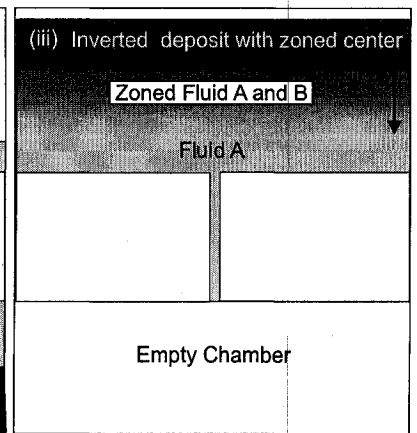 (iii) Inverted deposit with zoned center
Zoned Fluid A and B
Fluid A
Empty Chamber